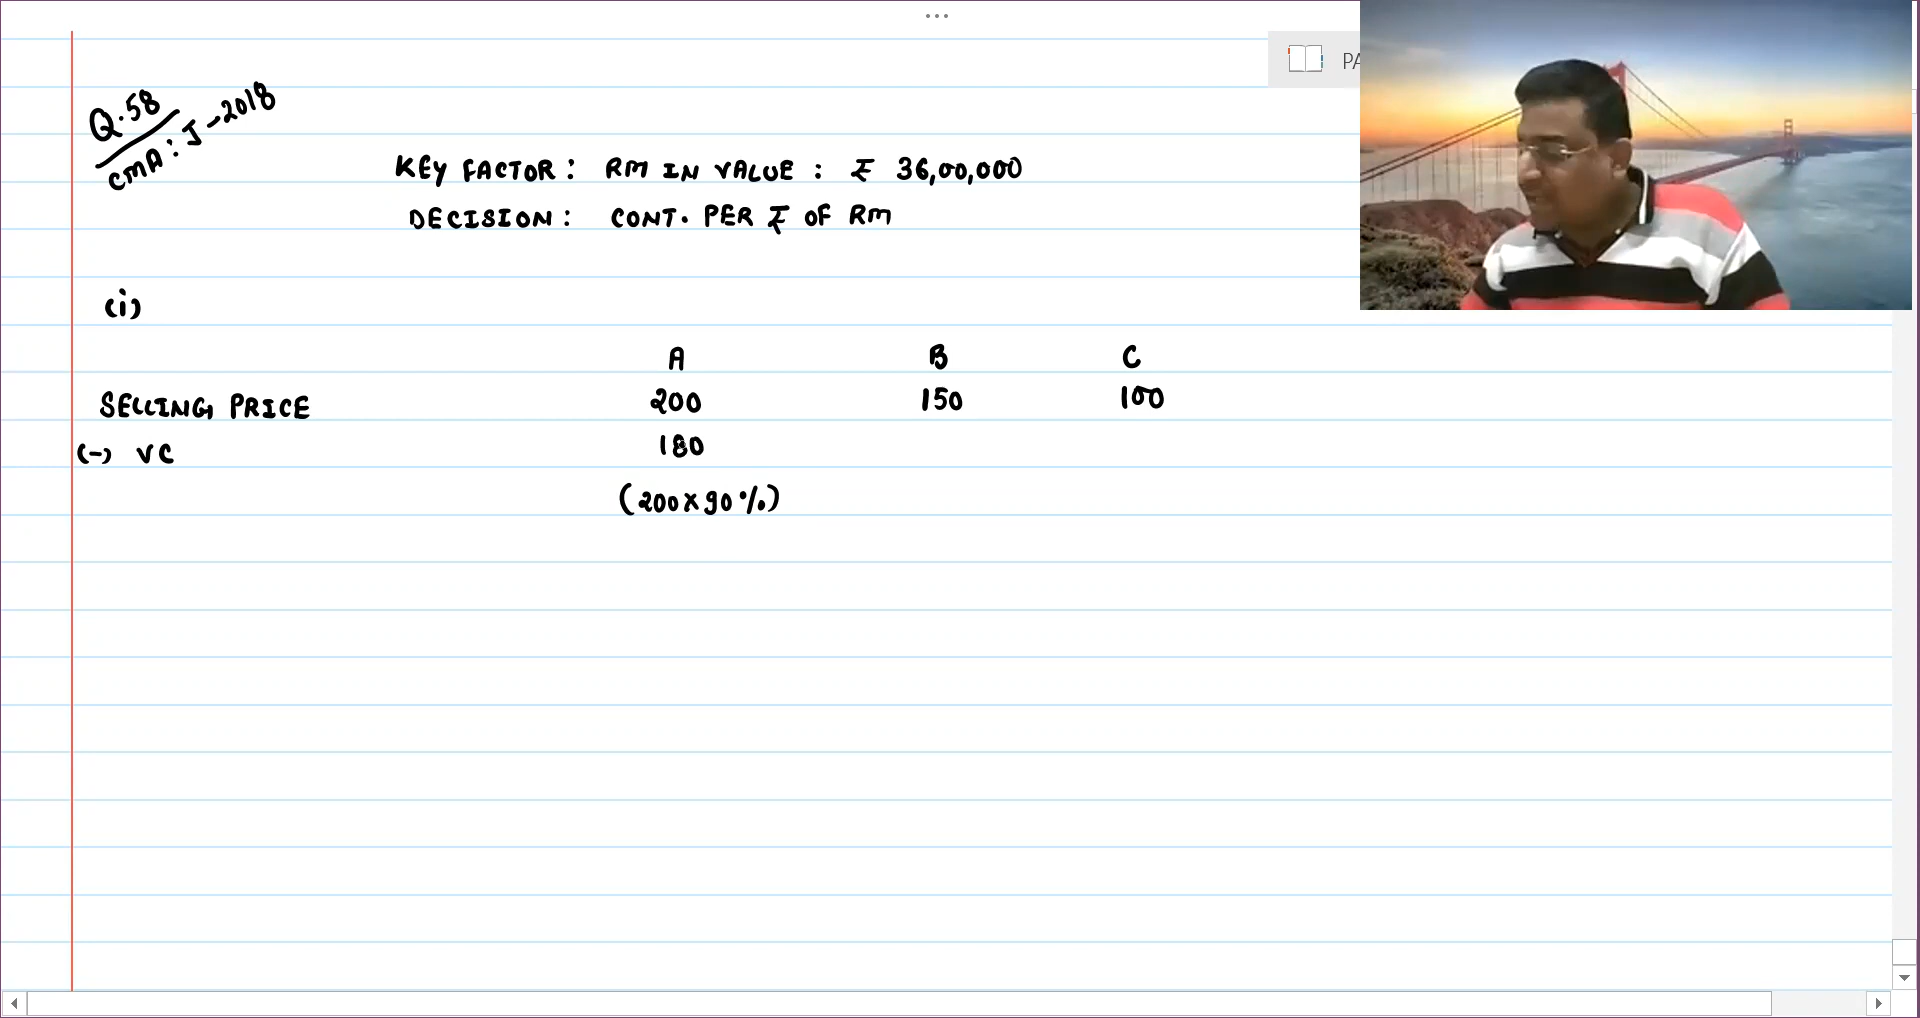 PA
Q.58
CMA: J-2018
KEY FACTOR: RM IN VALUE: ₹ 36,00,000
DECISION: CONT. PER ₹ OF RM
(i)
A B C
SELLING PRICE 200 150 100
(-) VC 180
(200x90%)